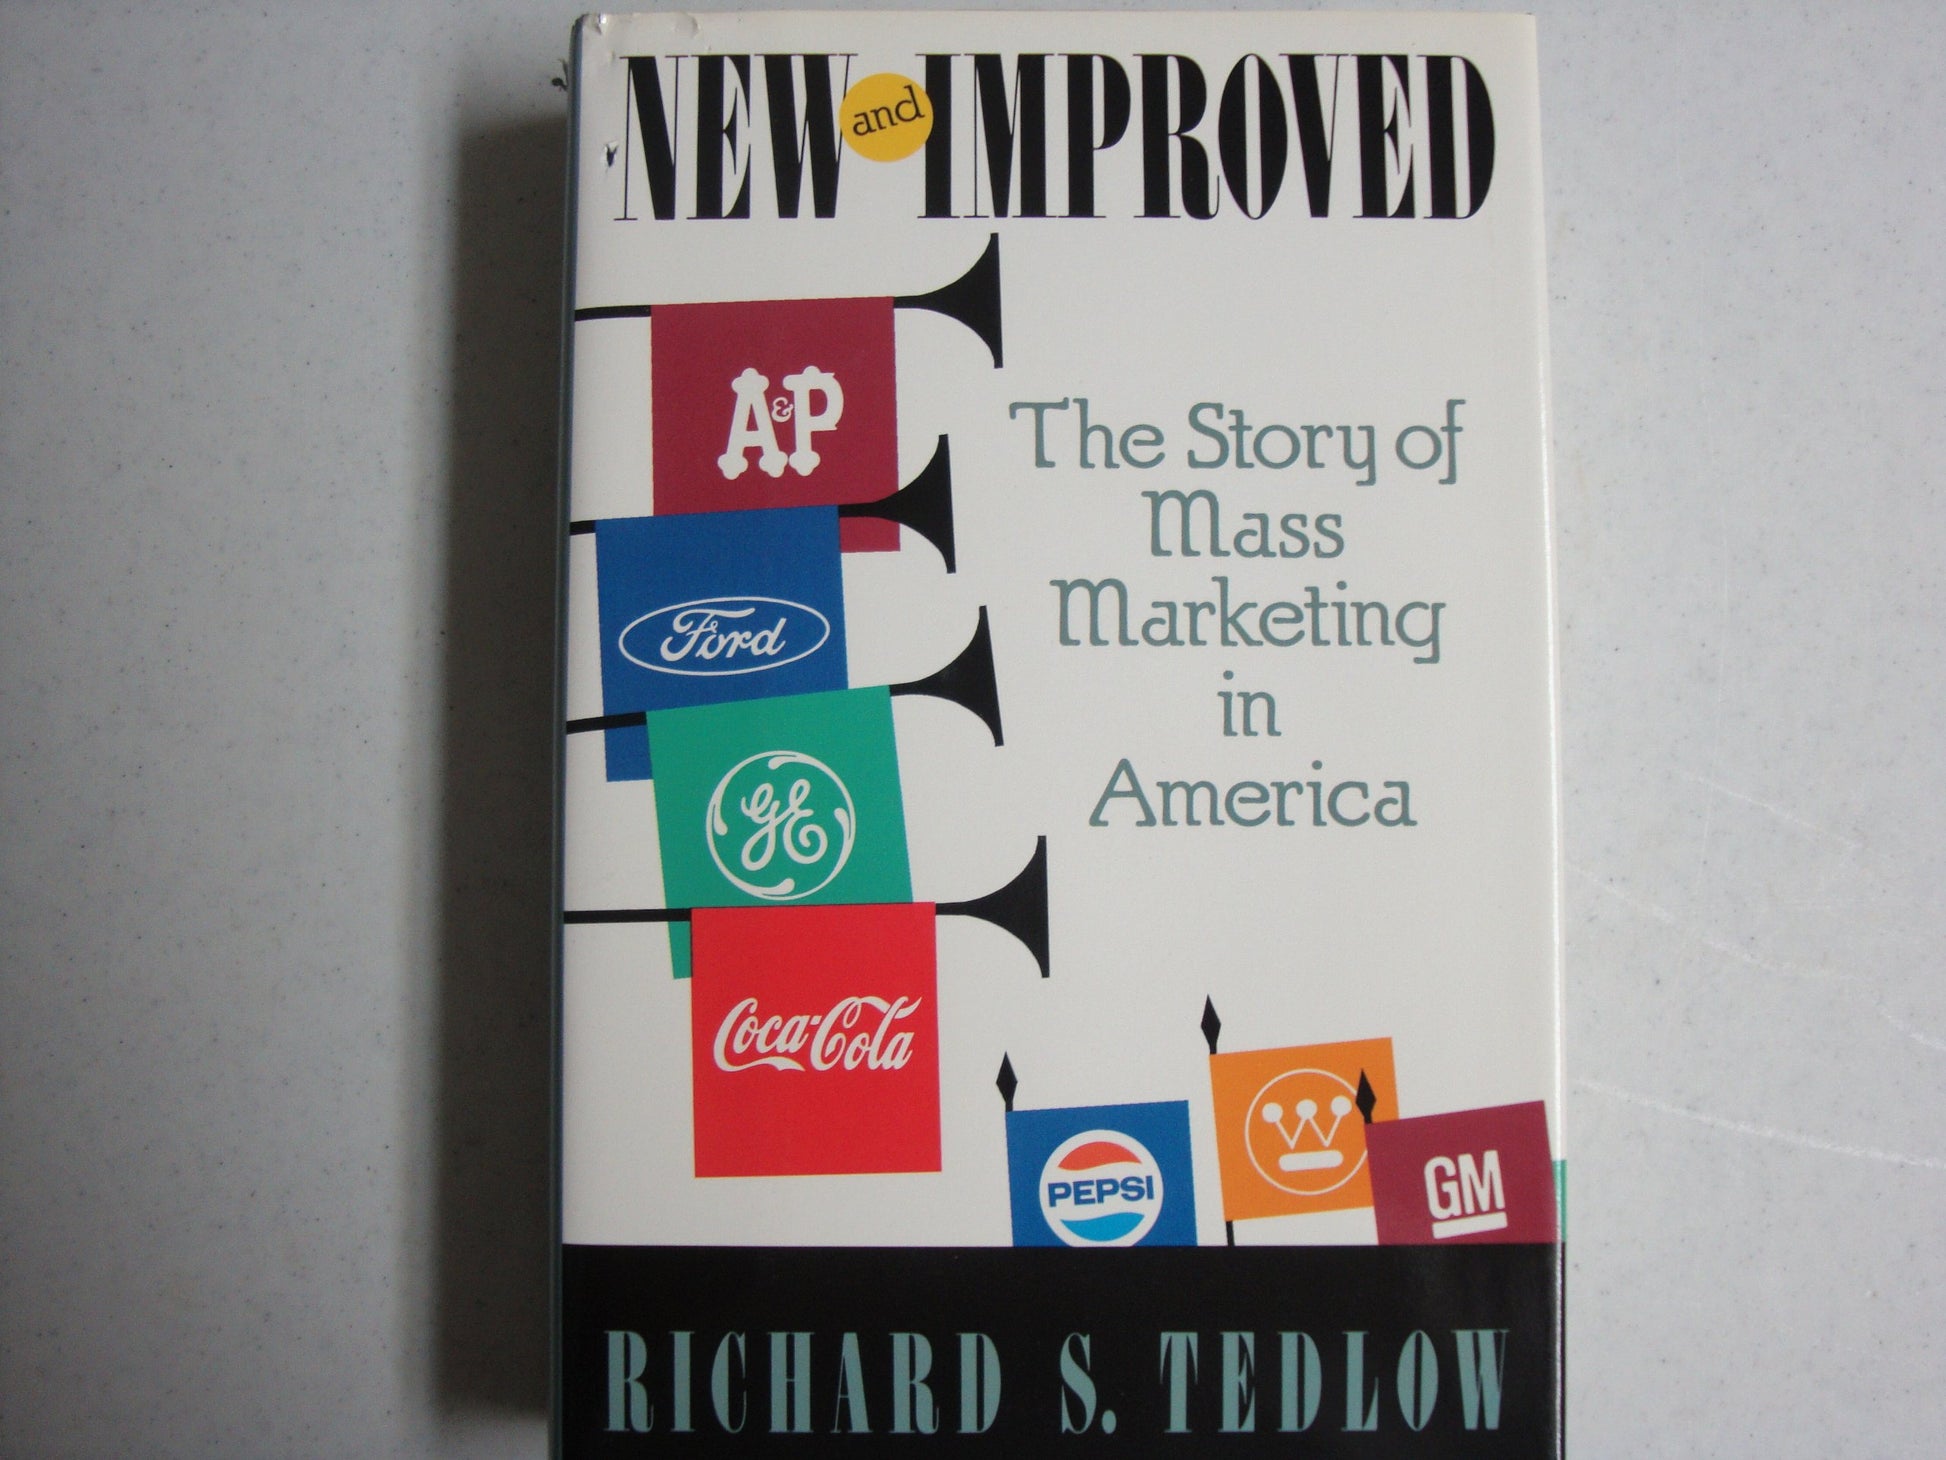 NEW and IMPROVED
A&P
The Story of
Mass
Marketing
in
America
Ford
GE
Coca-Cola
PEPSI
W
GM
RICHARD S. TEDLOW